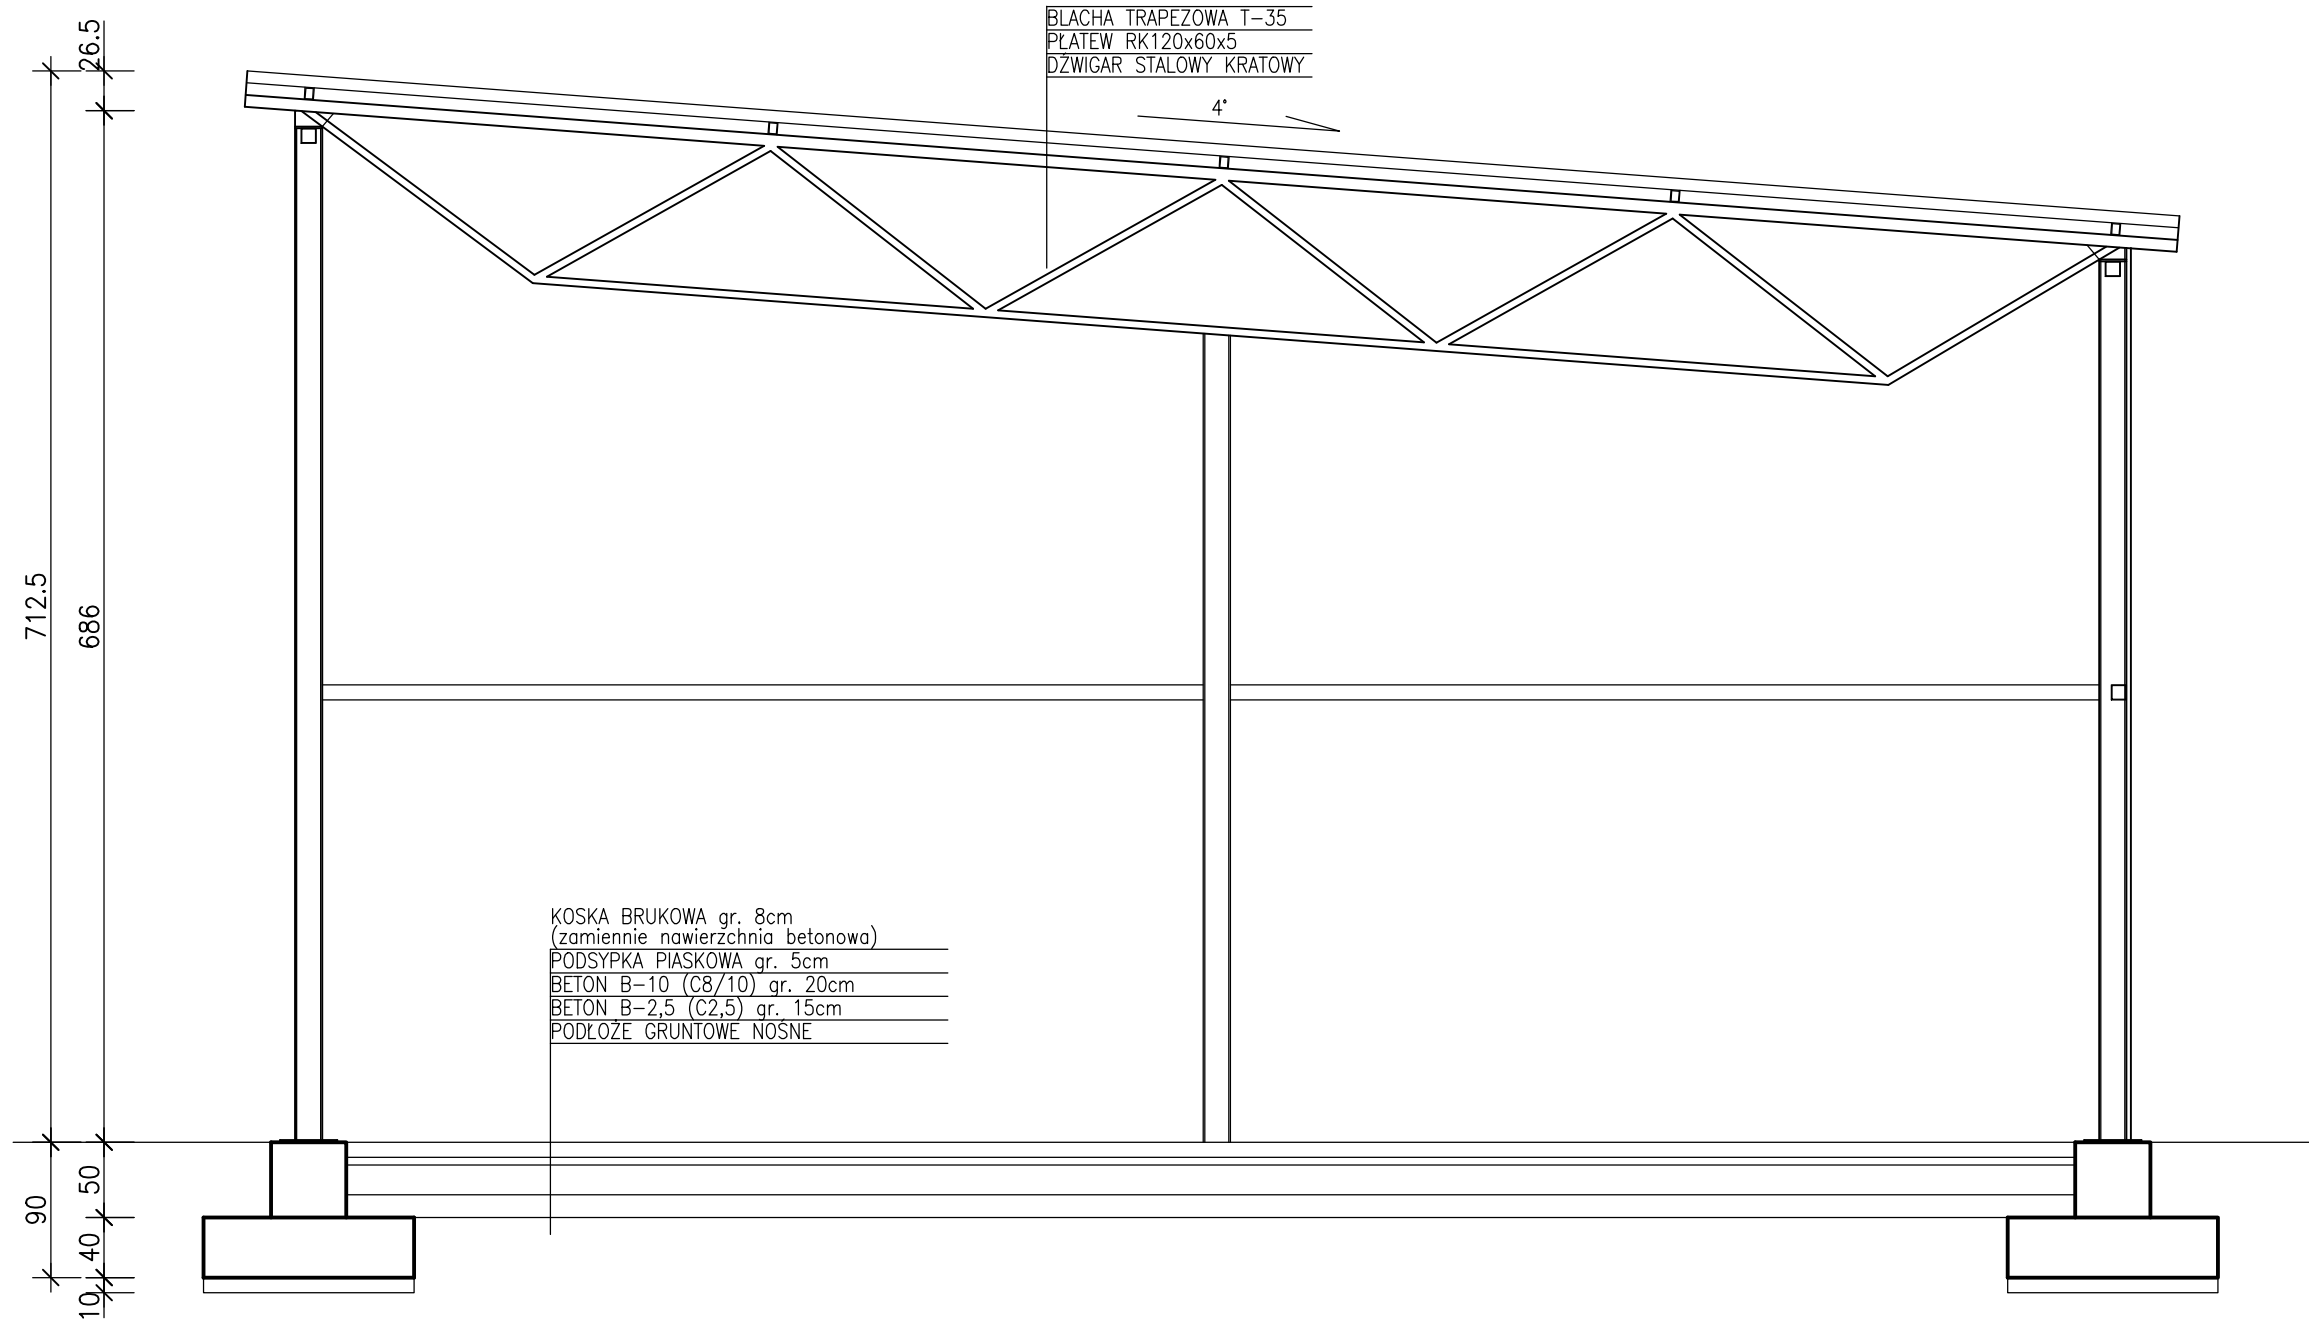 BLACHA TRAPEZOWA T-35
PŁATEW RK120x60x5
DŹWIGAR STALOWY KRATOWY
4°
26.5
712.5
686
KOSKA BRUKOWA gr. 8cm
(zamiennie nawierzchnia betonowa)
PODSYPKA PIASKOWA gr. 5cm
BETON B-10 (C8/10) gr. 20cm
BETON B-2,5 (C2,5) gr. 15cm
PODŁOŻE GRUNTOWE NOŚNE
90
50
40
10